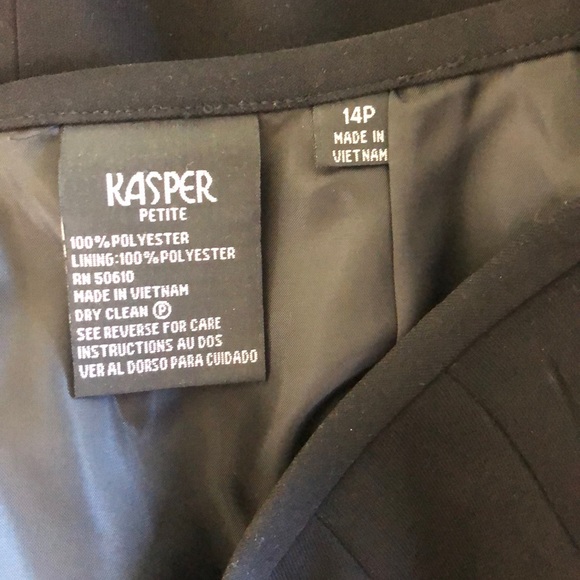 KASPER
PETITE
100% POLYESTER
LINING: 100% POLYESTER
RN 50610
MADE IN VIETNAM
DRY CLEAN Ⓟ
SEE REVERSE FOR CARE
INSTRUCTIONS AU DOS
VER AL DORSO PARA CUIDADO
14P
MADE IN
VIETNAM